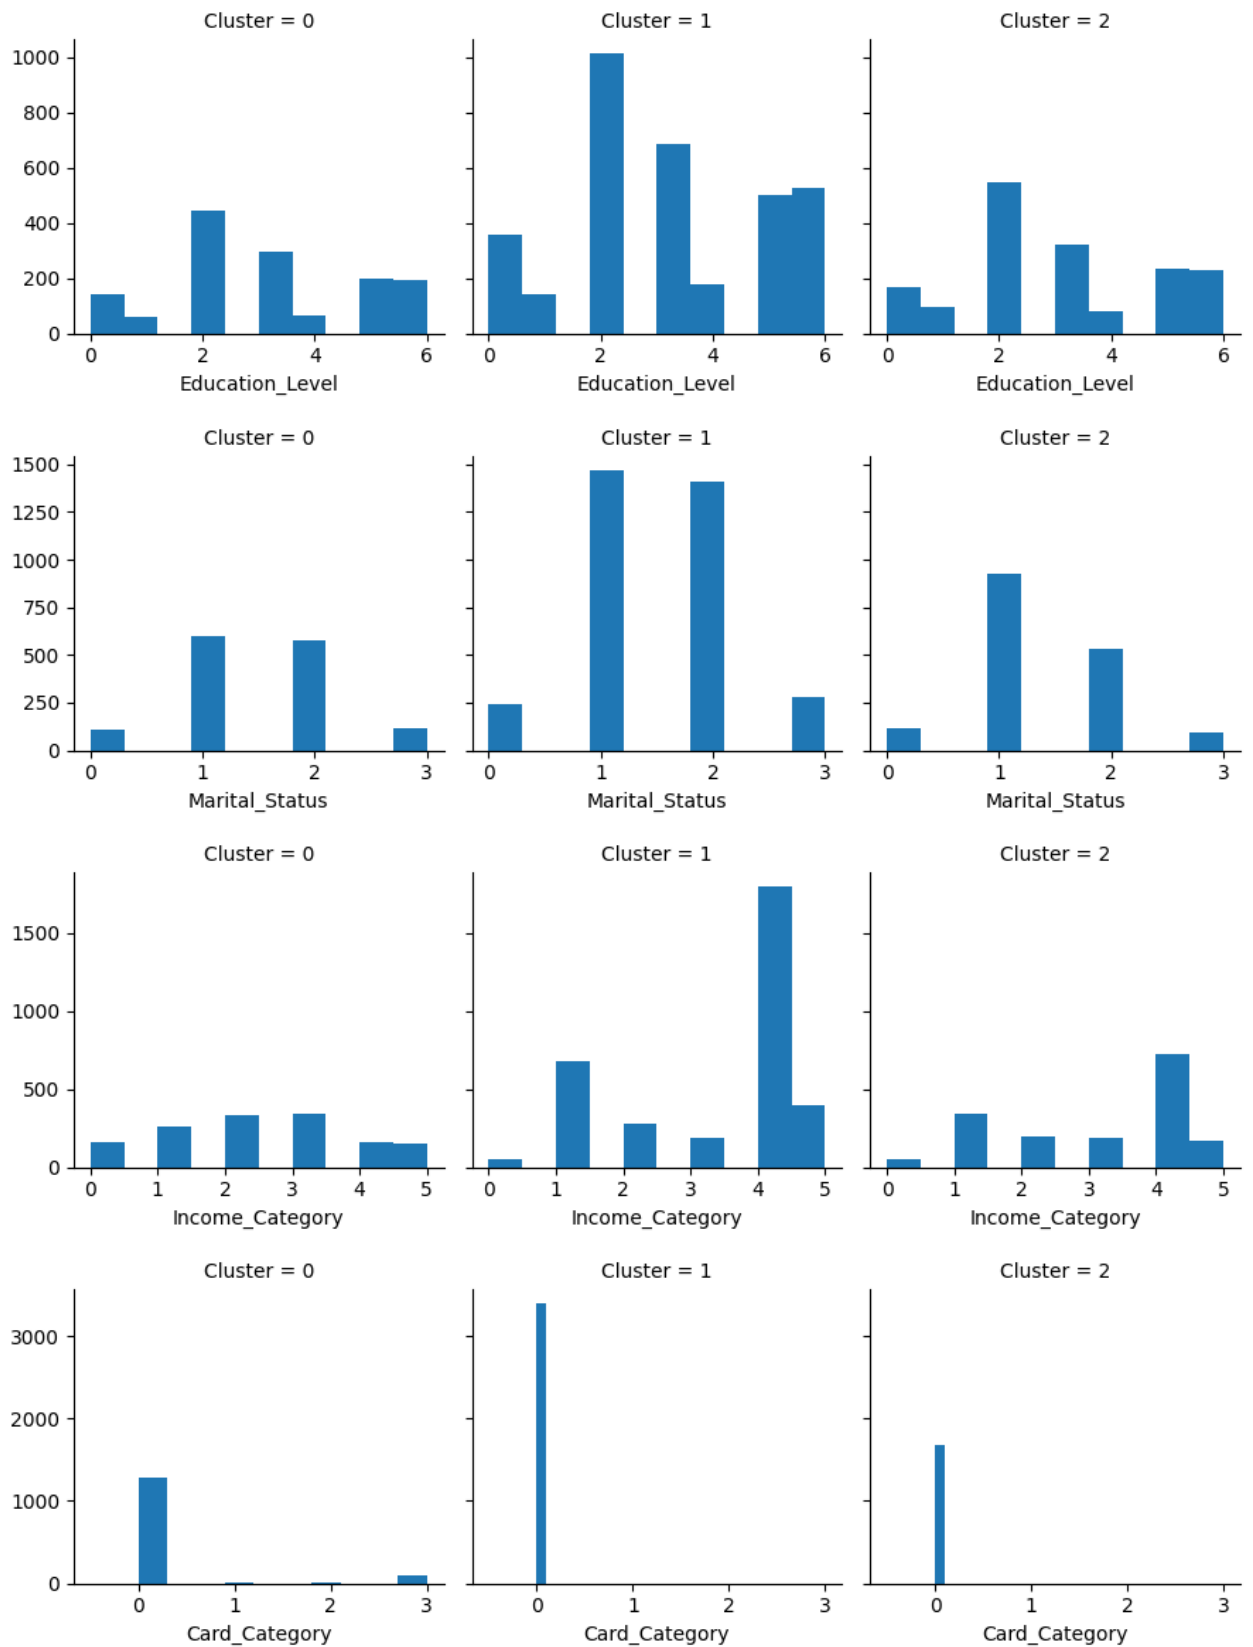 Cluster = 0 Cluster = 1 Cluster = 2
1000
800
600
400
200
0
0 2 4 6 0 2 4 6 0 2 4 6
Education_Level Education_Level Education_Level
Cluster = 0 Cluster = 1 Cluster = 2
1500
1250
1000
750
500
250
0
0 1 2 3 0 1 2 3 0 1 2 3
Marital_Status Marital_Status Marital_Status
Cluster = 0 Cluster = 1 Cluster = 2
1500
1000
500
0
0 1 2 3 4 5 0 1 2 3 4 5 0 1 2 3 4 5
Income_Category Income_Category Income_Category
Cluster = 0 Cluster = 1 Cluster = 2
3000
2000
1000
0
0 1 2 3 0 1 2 3 0 1 2 3
Card_Category Card_Category Card_Category